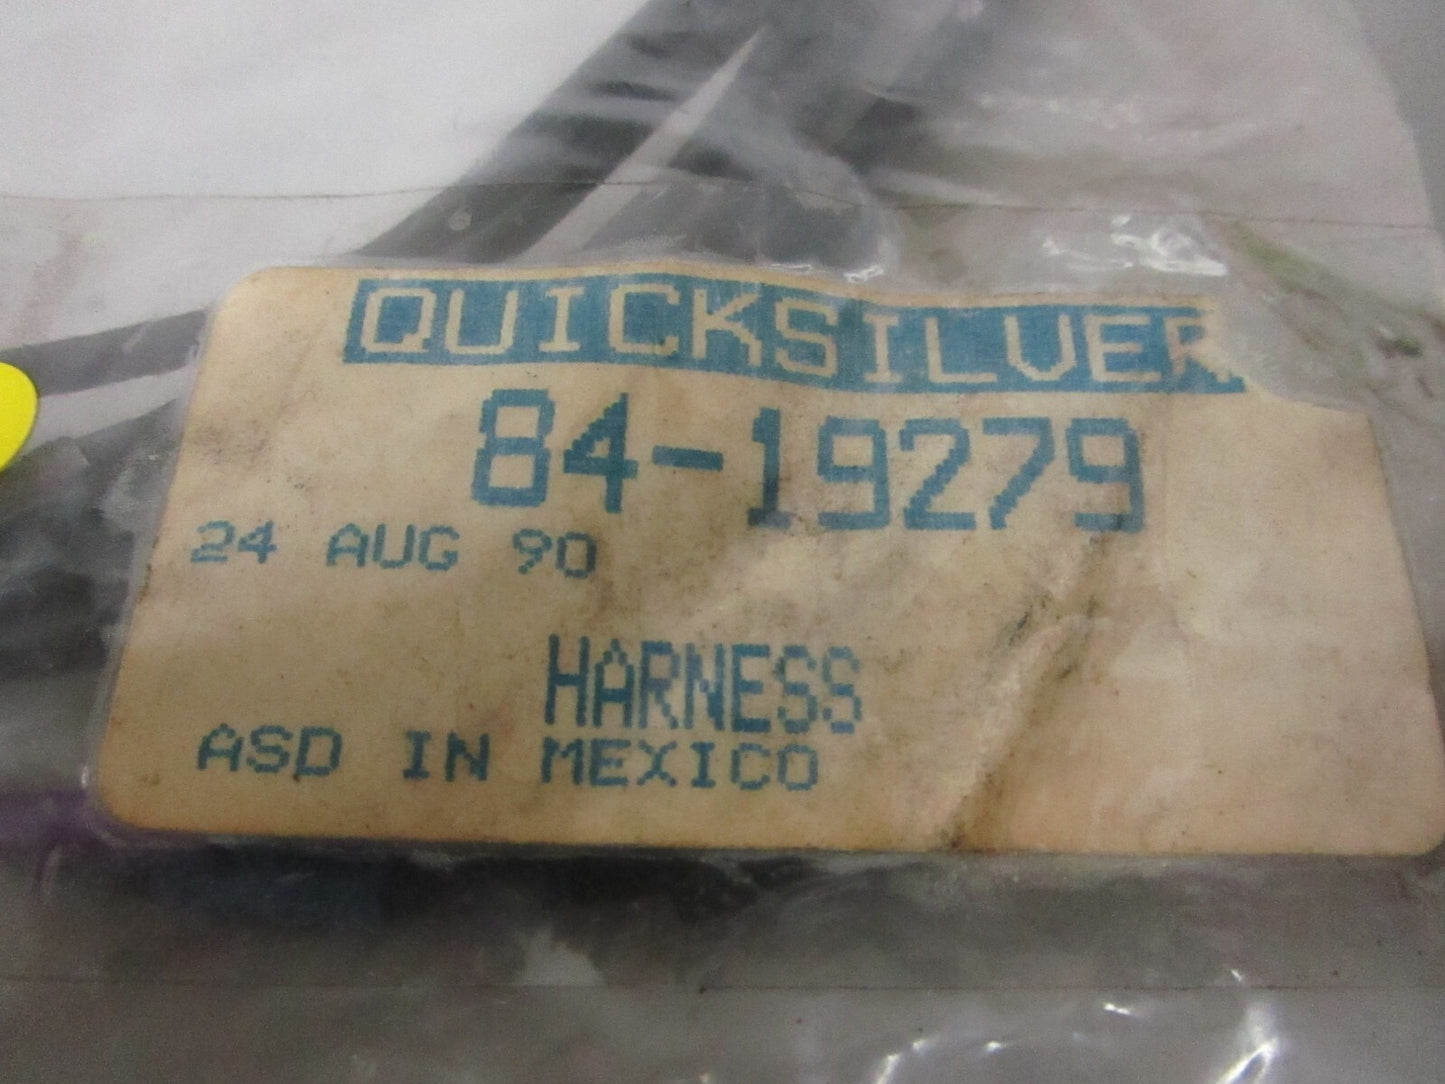 QUICKSILVER
84-19279
24 AUG 90
HARNESS
ASD IN MEXICO